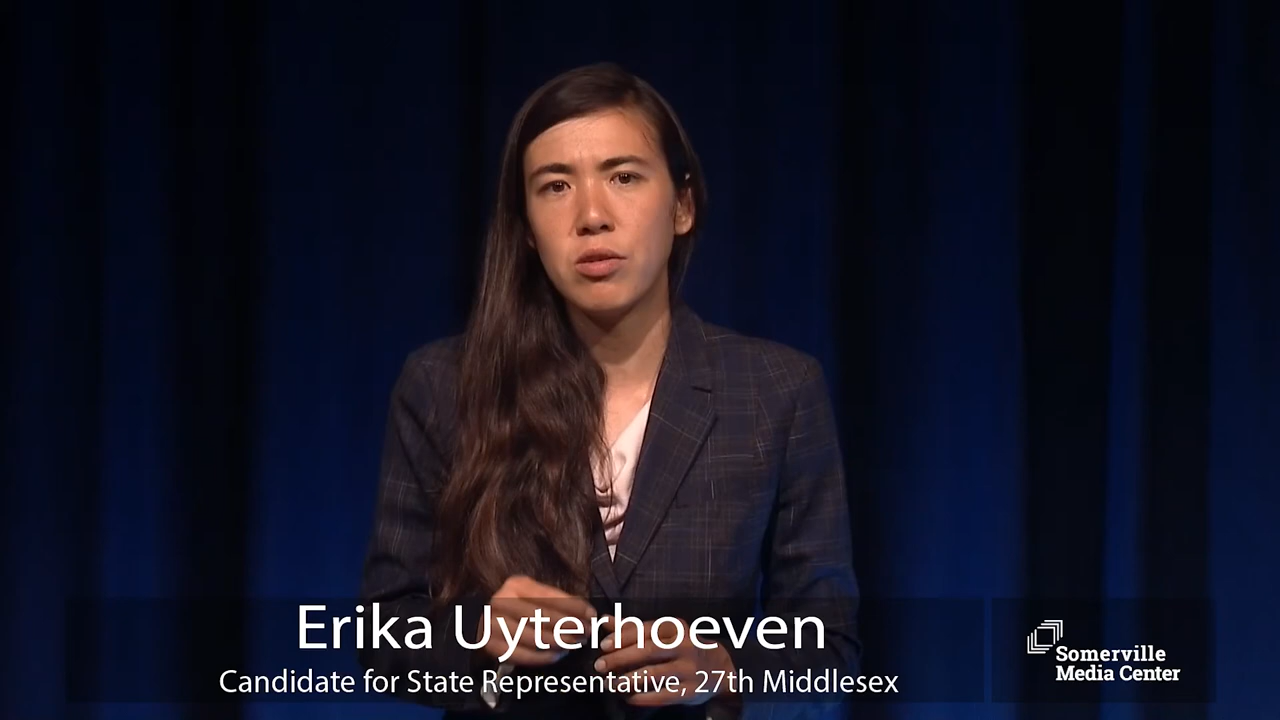 Erika Uyterhoeven
Candidate for State Representative, 27th Middlesex
Somerville
Media Center